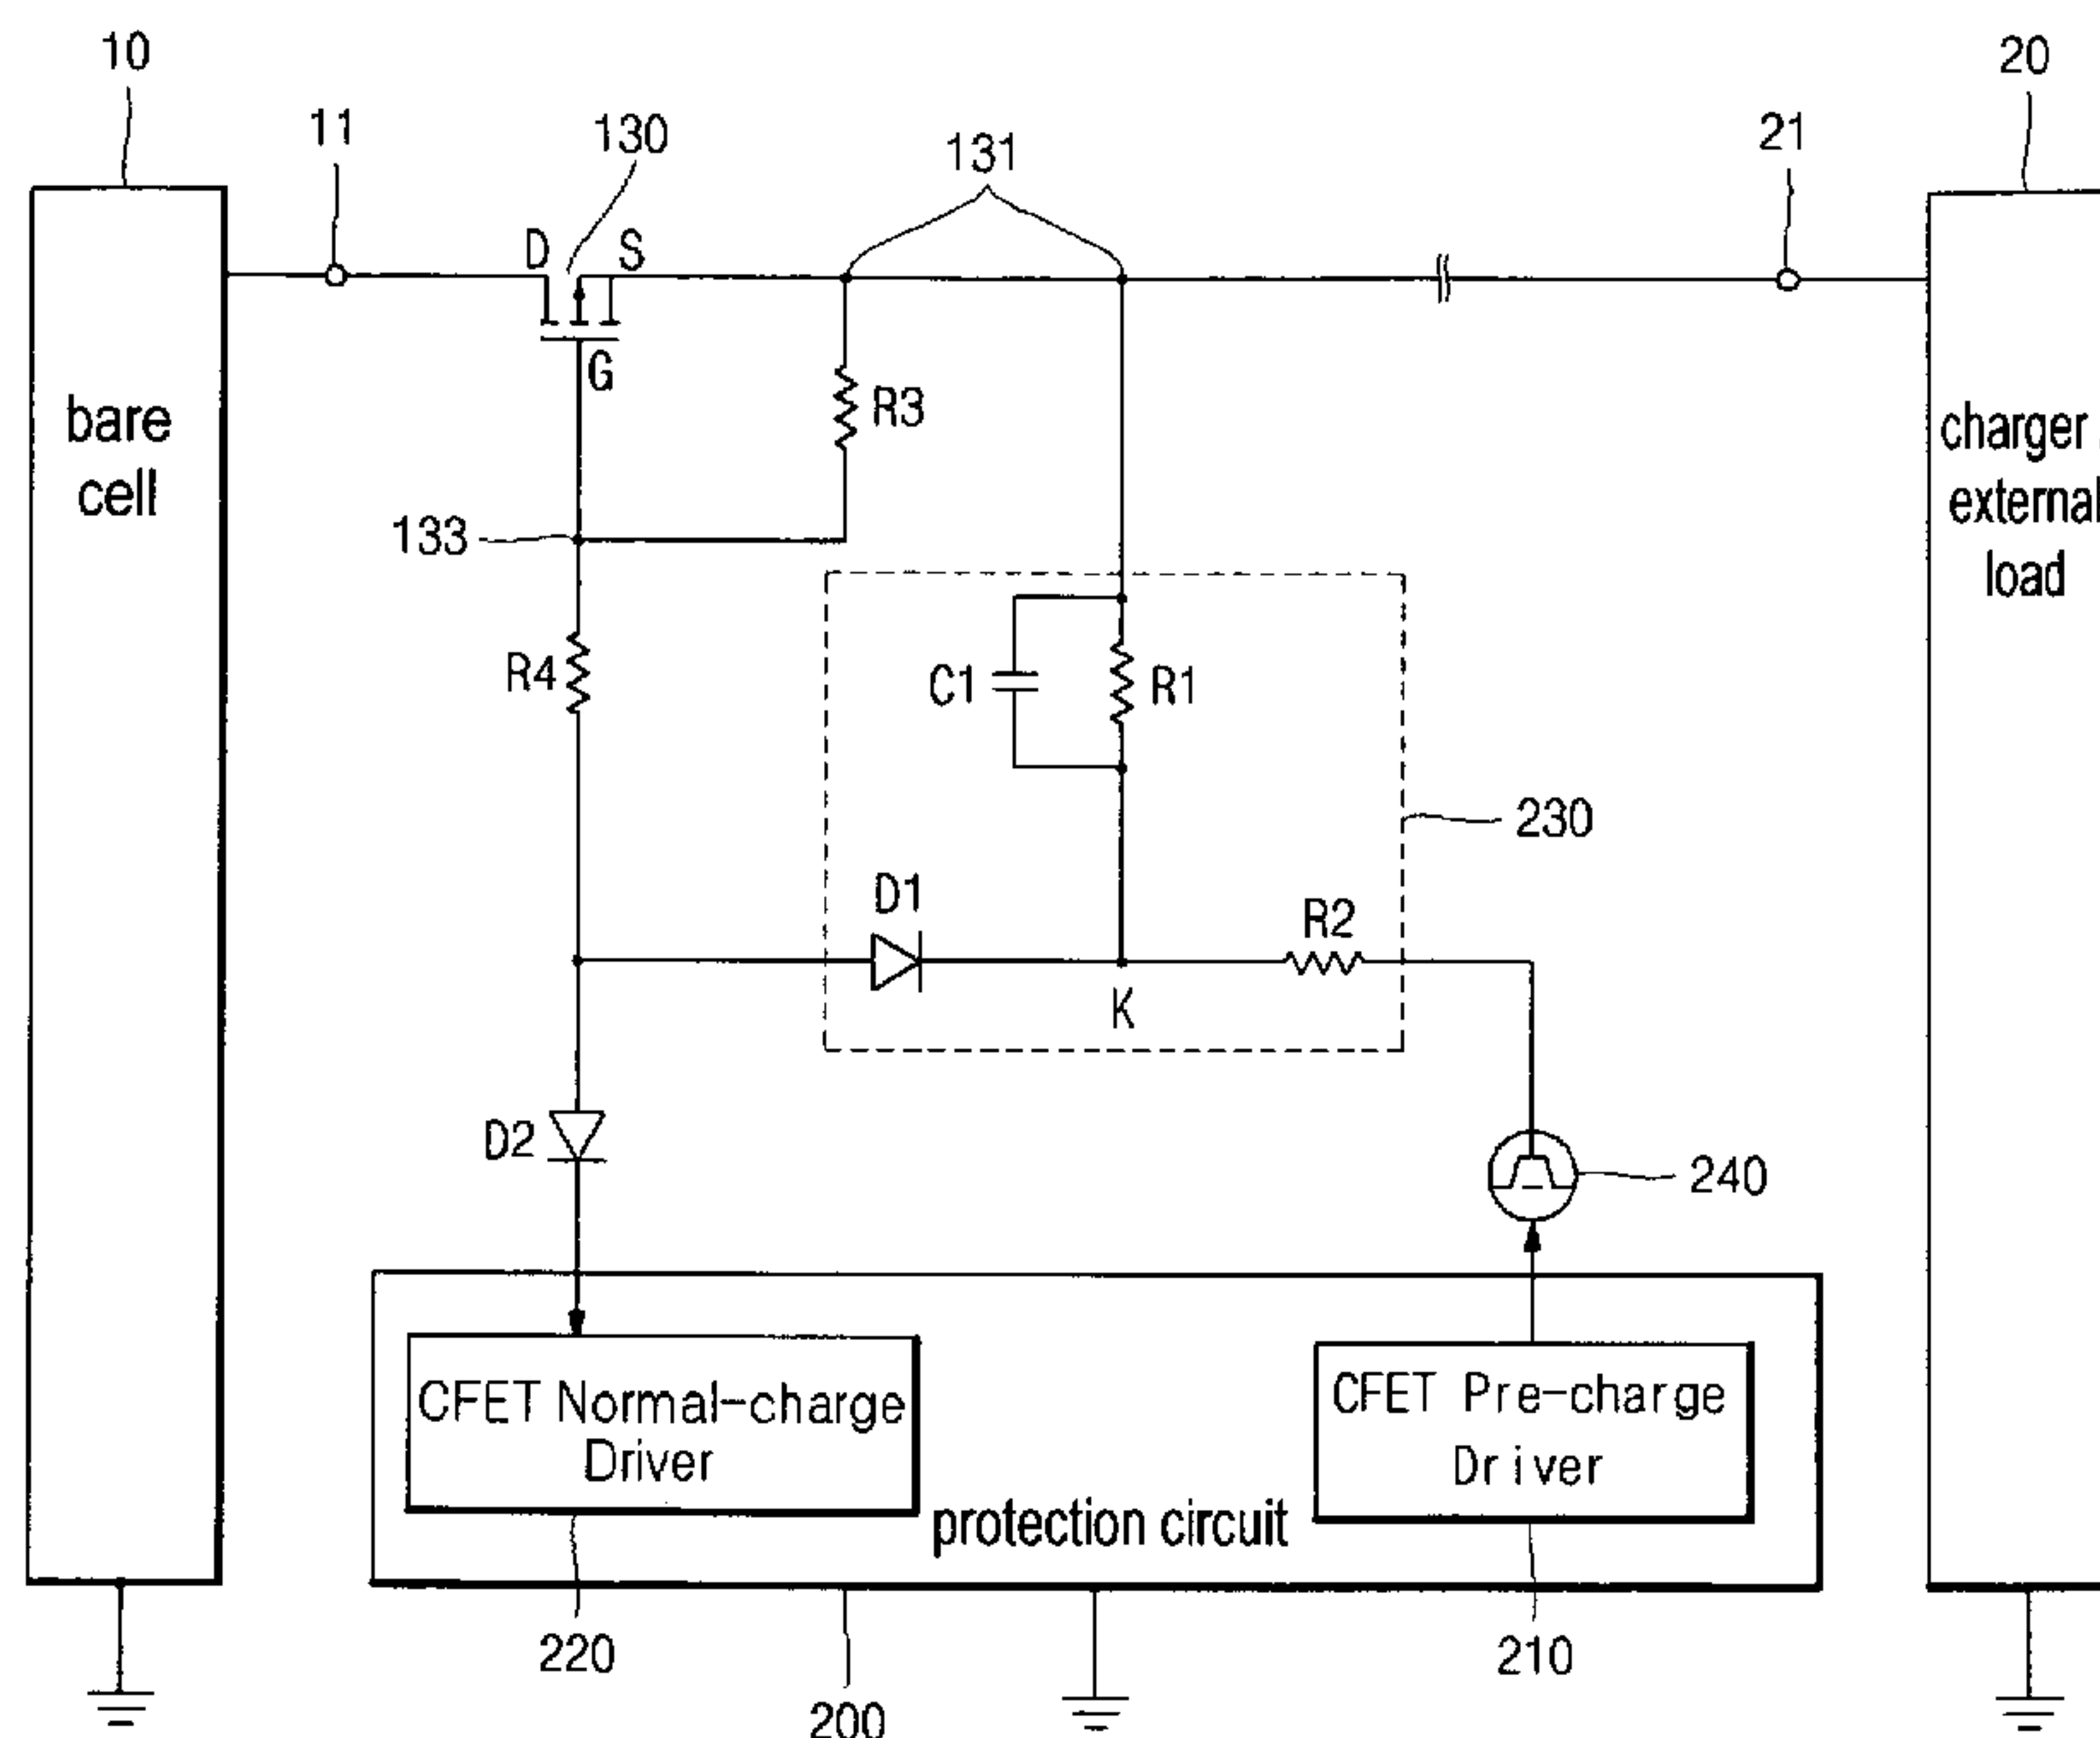 10
20
11
130
131
21
D
S
G
bare
cell
R3
charger
external
load
133
R4
C1
R1
230
D1
R2
K
D2
240
CFET Normal-charge
Driver
CFET Pre-charge
Driver
protection circuit
220
210
200